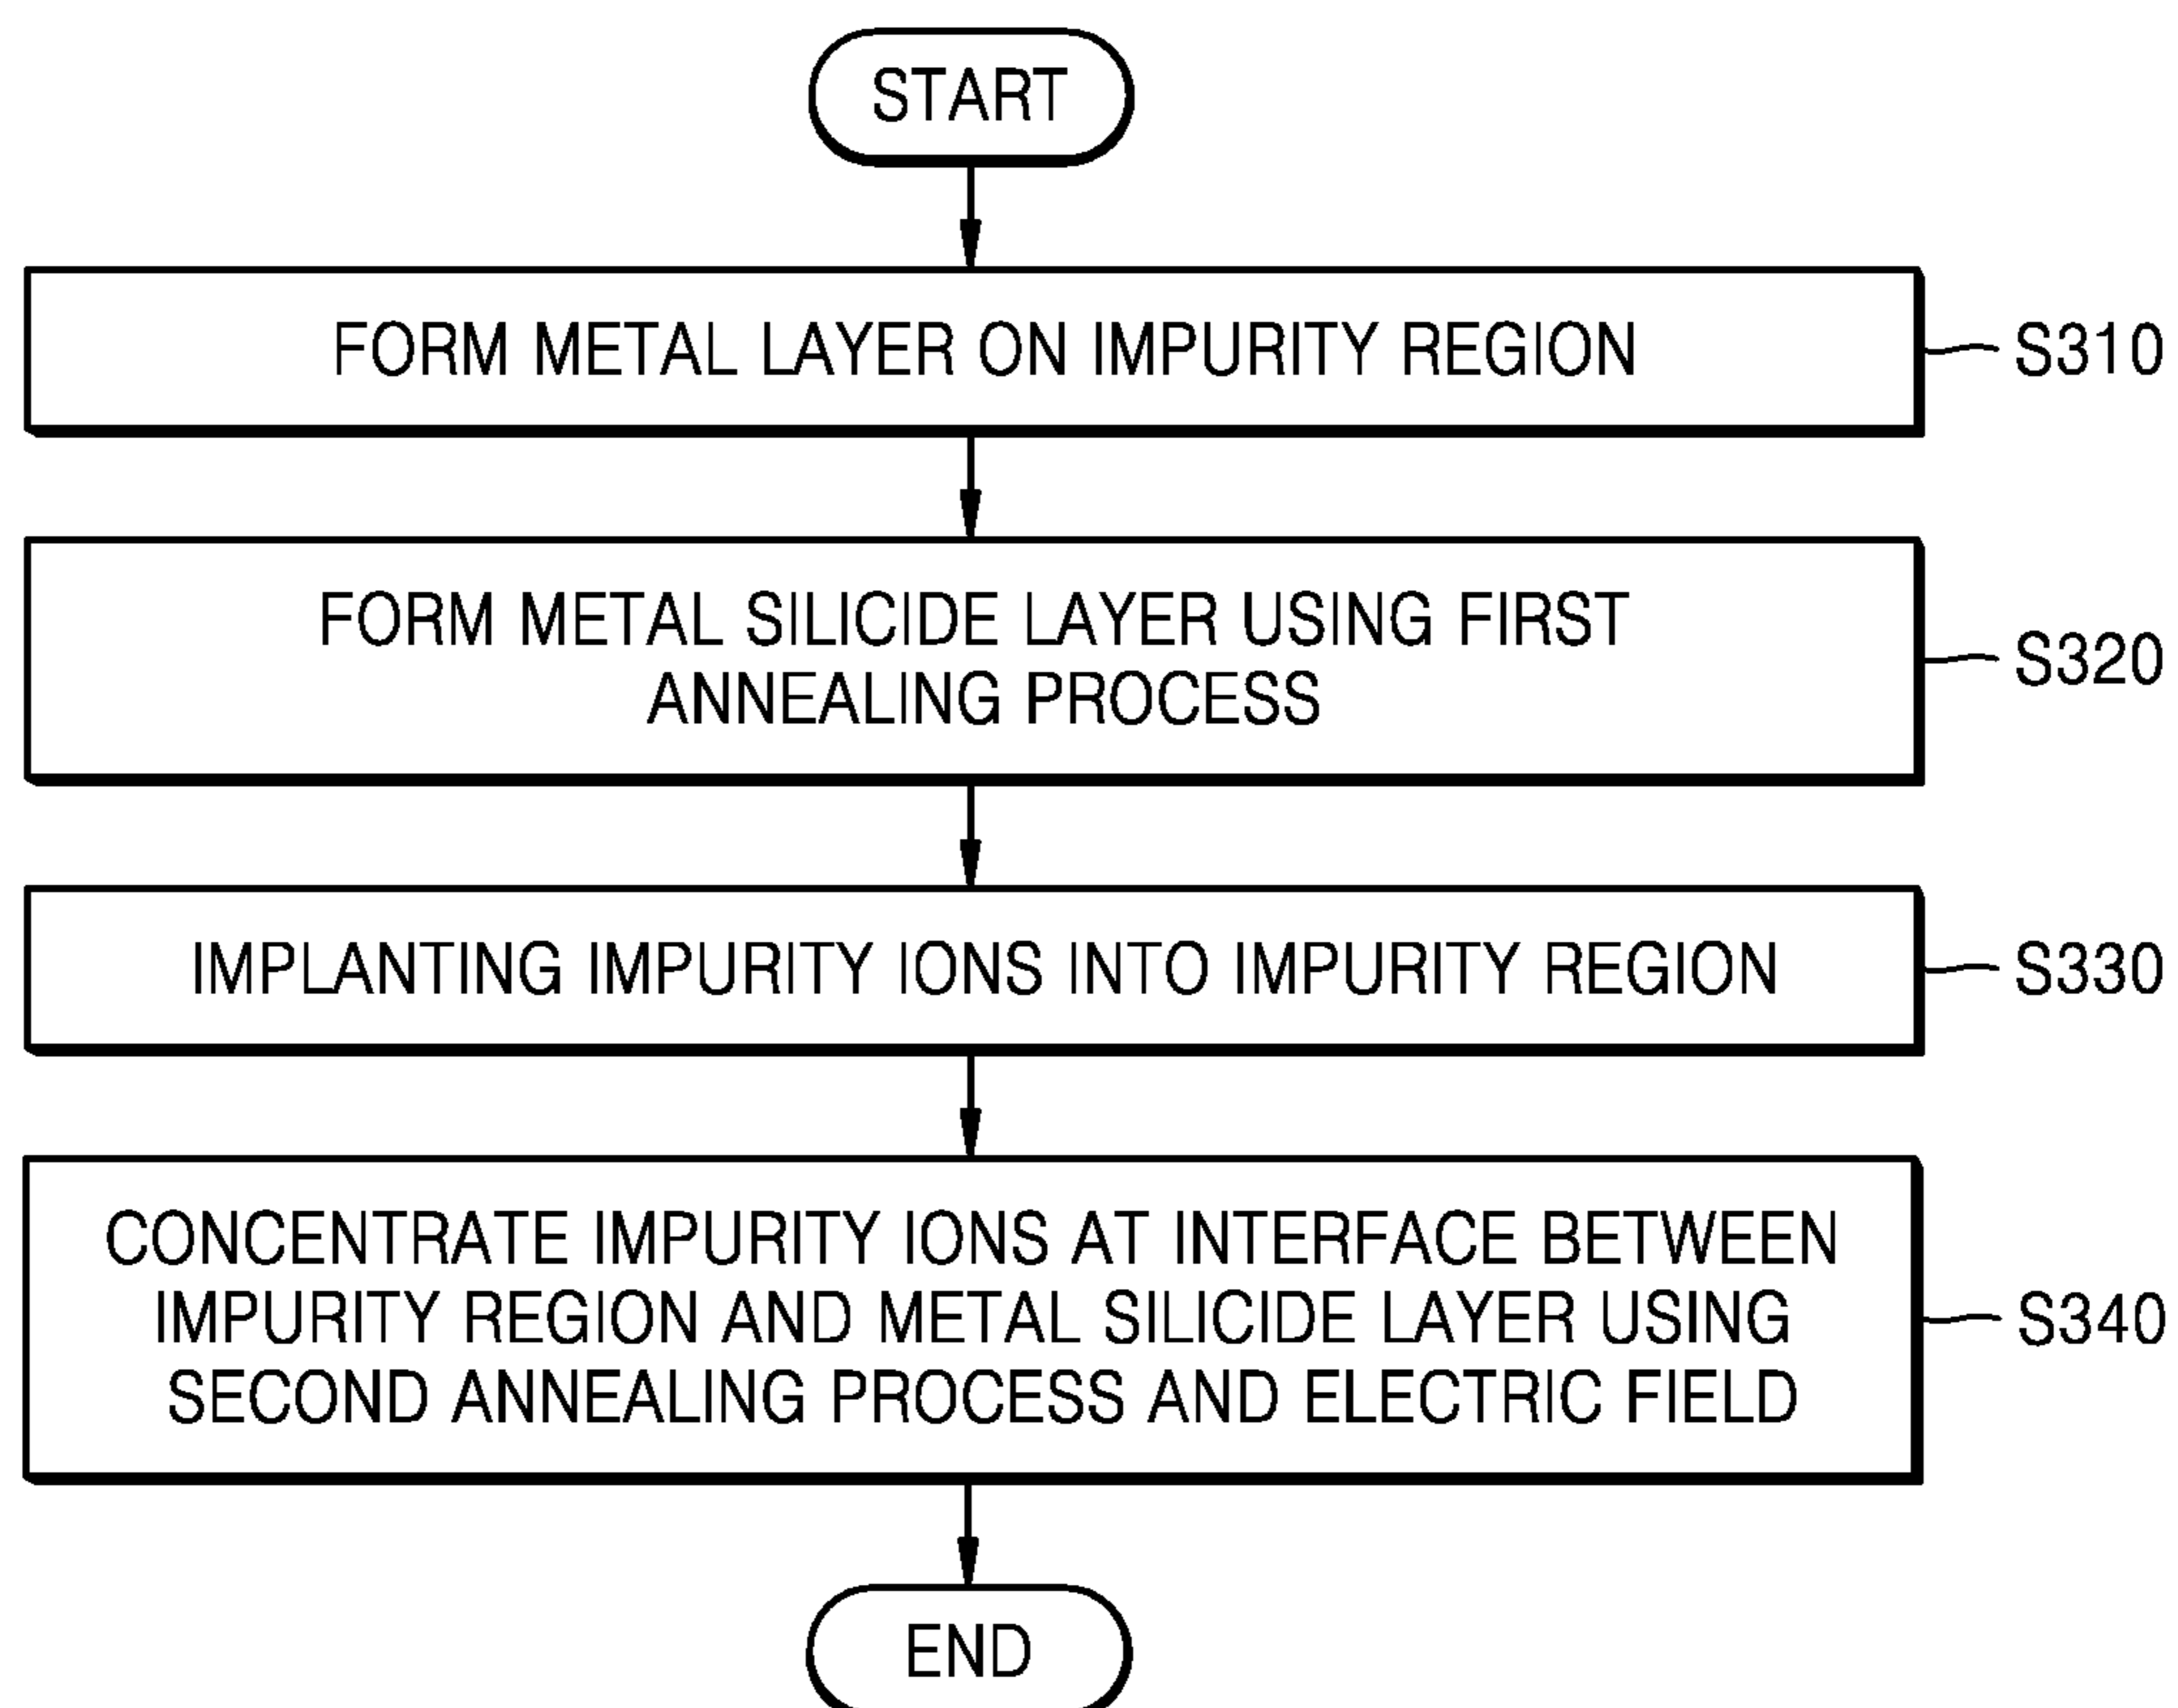 START
FORM METAL LAYER ON IMPURITY REGION
S310
FORM METAL SILICIDE LAYER USING FIRST
ANNEALING PROCESS
S320
IMPLANTING IMPURITY IONS INTO IMPURITY REGION
S330
CONCENTRATE IMPURITY IONS AT INTERFACE BETWEEN
IMPURITY REGION AND METAL SILICIDE LAYER USING
SECOND ANNEALING PROCESS AND ELECTRIC FIELD
S340
END